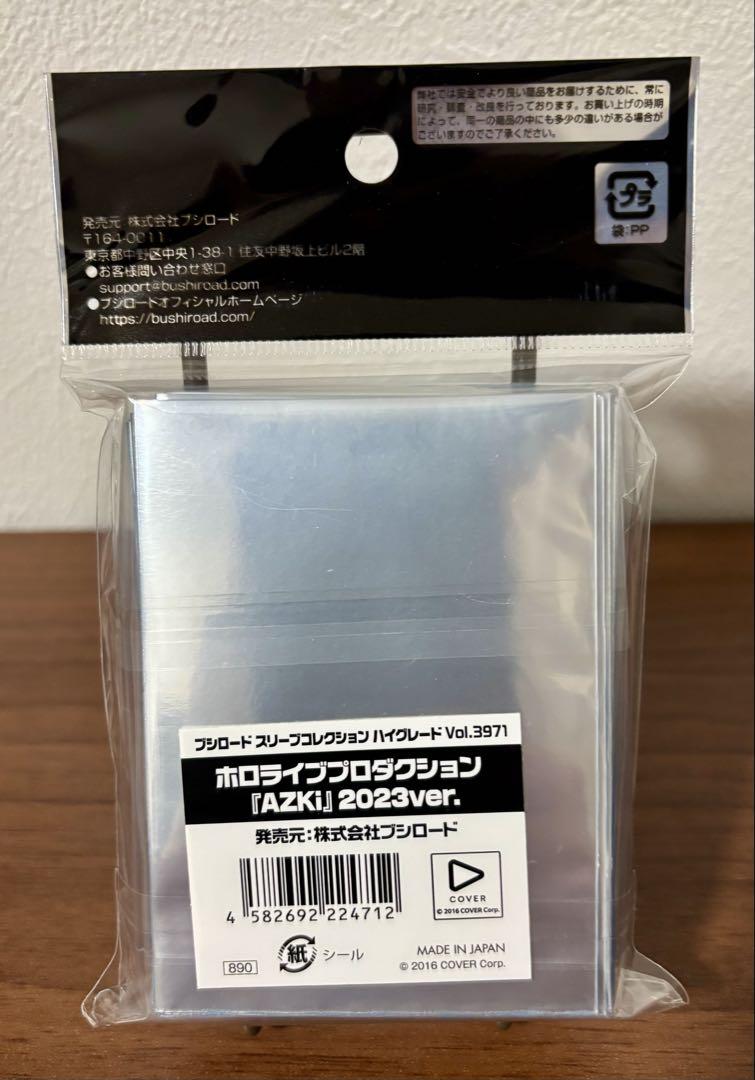 弊社では安全でより良い商品をお届けするために、常に
研究・調査・改良を行っております。お買い上げの時期
によって、同一の商品の中にも多少の違いがある場合が
ございますのでご了承ください。
プラ
袋:PP
発売元 株式会社ブシロード
〒164-0011
東京都中野区中央1-38-1 住友中野坂上ビル2階
●お客様問い合わせ窓口
support@bushiroad.com
●ブシロードオフィシャルホームページ
https://bushiroad.com/
ブシロード スリーブコレクション ハイグレード Vol.3971
ホロライブプロダクション
『AZKi』2023ver.
発売元:株式会社ブシロード
4 582692 224712
COVER
© 2016 COVER Corp.
890
紙 シール
MADE IN JAPAN
© 2016 COVER Corp.